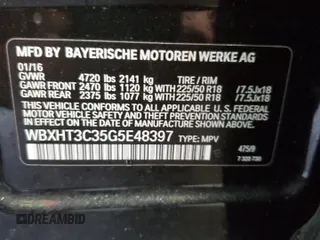 MFD BY BAYERISCHE MOTOREN WERKE AG
01/16
GVWR 4720 lbs 2141 kg TIRE / RIM
GAWR FRONT 2470 lbs 1120 kg WITH 225/50 R18 /7.5Jx18
GAWR REAR 2375 lbs 1077 kg WITH 225/50 R18 /7.5Jx18
THIS VEHICLE CONFORMS TO ALL APPLICABLE U.S. FEDERAL
MOTOR VEHICLE SAFETY, BUMPER, AND THEFT PREVENTION
STANDARDS IN EFFECT ON THE DATE OF MANUFACTURE
SHOWN ABOVE
WBXHT3C35G5E48397 TYPE: MPV
475/9
DREAMBID